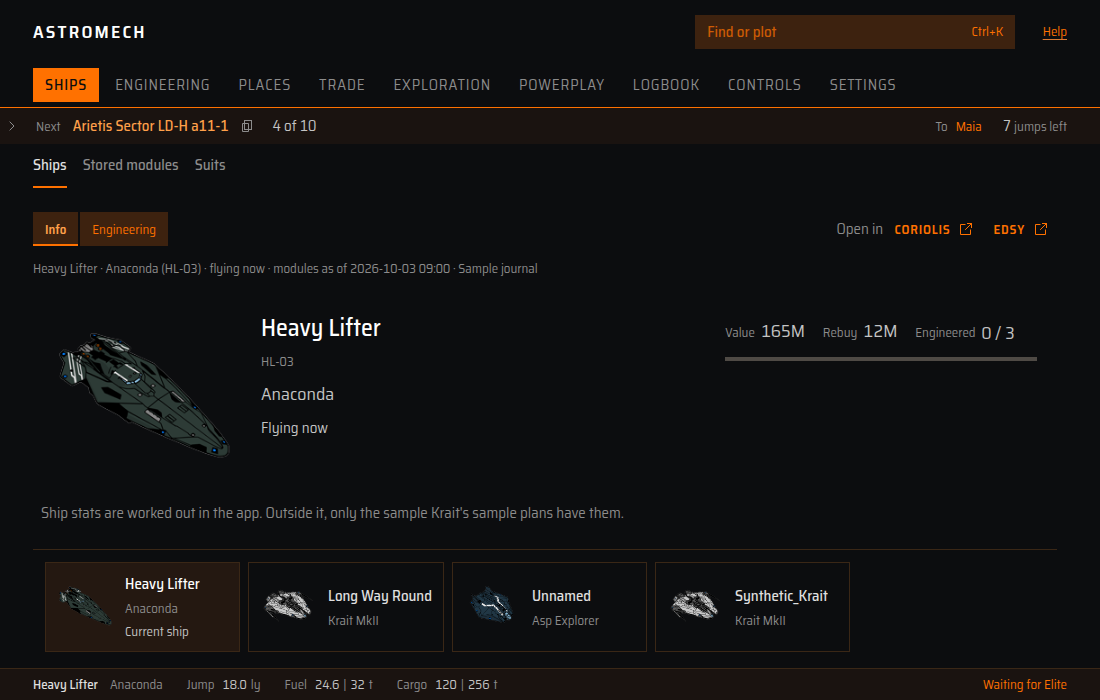 ASTROMECH
Find or plot Ctrl+K Help
SHIPS ENGINEERING PLACES TRADE EXPLORATION POWERPLAY LOGBOOK CONTROLS SETTINGS
Next Arietis Sector LD-H a11-1 4 of 10 To Maia 7 jumps left
Ships Stored modules Suits
Info Engineering Open in CORIOLIS EDSY
Heavy Lifter · Anaconda (HL-03) · flying now · modules as of 2026-10-03 09:00 · Sample journal
Heavy Lifter
Value 165M Rebuy 12M Engineered 0 / 3
HL-03
Anaconda
Flying now
Ship stats are worked out in the app. Outside it, only the sample Krait's sample plans have them.
Heavy Lifter
Anaconda
Current ship
Long Way Round
Krait MkII
Unnamed
Asp Explorer
Synthetic_Krait
Krait MkII
Heavy Lifter Anaconda Jump 18.0 ly Fuel 24.6 | 32 t Cargo 120 | 256 t Waiting for Elite